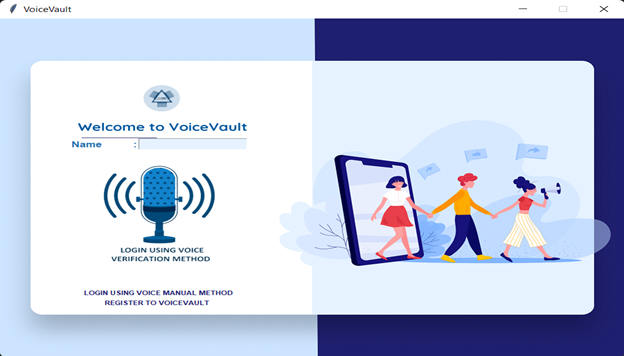 VoiceVault
Welcome to VoiceVault
Name :
LOGIN USING VOICE
VERIFICATION METHOD
LOGIN USING VOICE MANUAL METHOD
REGISTER TO VOICEVAULT